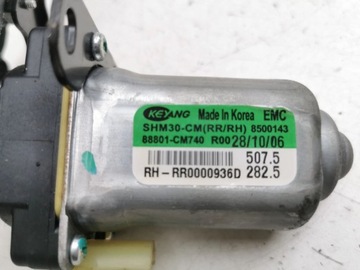 KEYANG Made in Korea EMC
SHM30-CM(RR/RH) 8500143
88801-CM740 R00 28/10/06
507.5
RH-RR0000936D 282.5